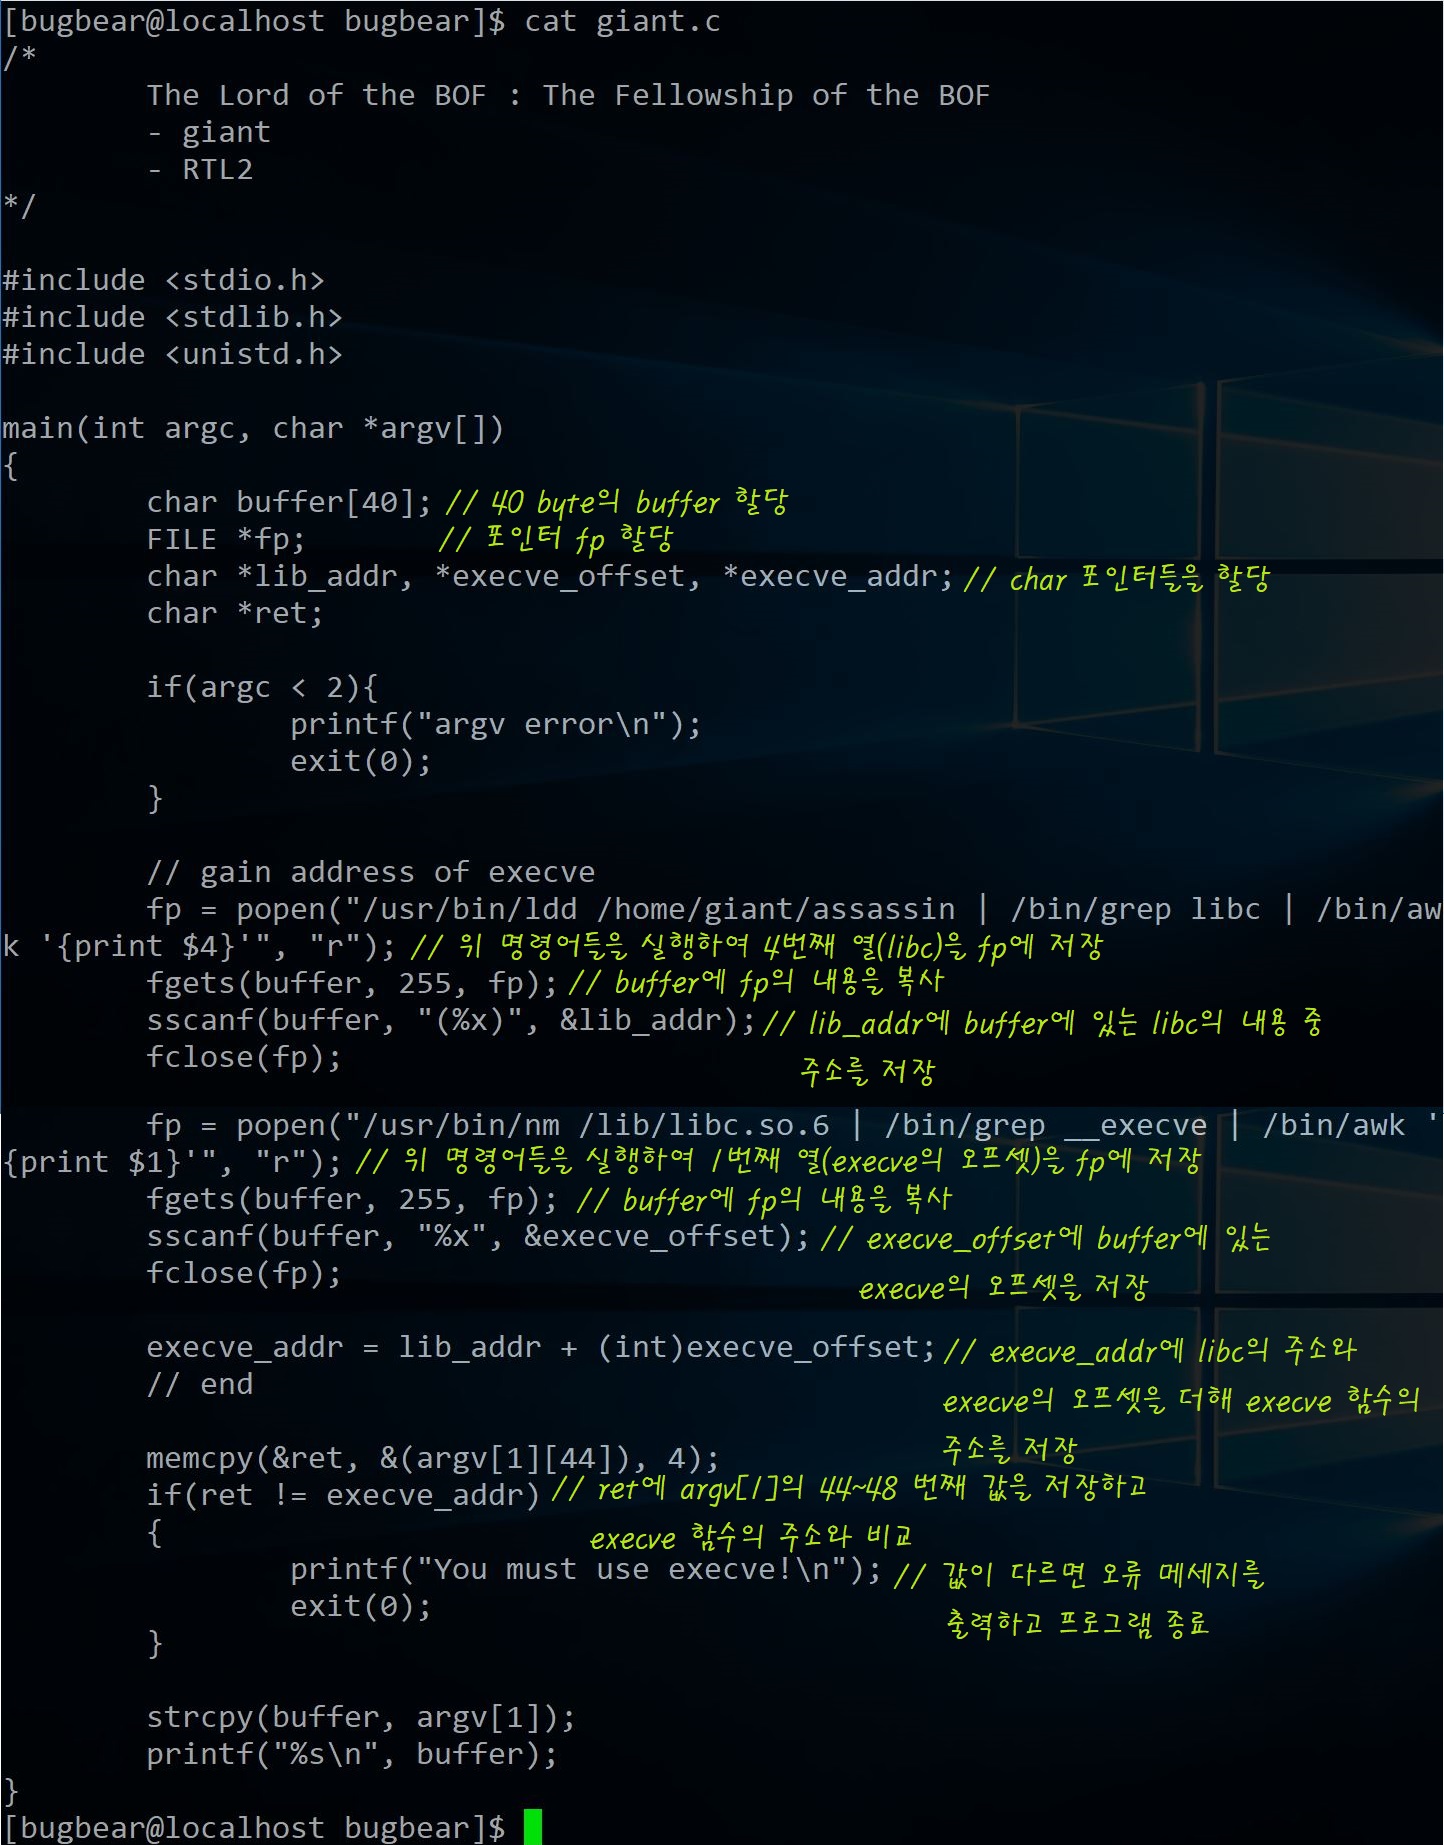 [bugbear@localhost bugbear]$ cat giant.c
/*
        The Lord of the BOF : The Fellowship of the BOF
        - giant
        - RTL2
*/
#include <stdio.h>
#include <stdlib.h>
#include <unistd.h>
main(int argc, char *argv[])
{
        char buffer[40]; // 40 byte의 buffer 할당
        FILE *fp;        // 포인터 fp 할당
        char *lib_addr, *execve_offset, *execve_addr; // char 포인터들을 할당
        char *ret;
        if(argc < 2){
                printf("argv error\n");
                exit(0);
        }
        // gain address of execve
        fp = popen("/usr/bin/ldd /home/giant/assassin | /bin/grep libc | /bin/aw
k '{print $4}'", "r"); // 위 명령어들을 실행하여 4번째 열(libc)을 fp에 저장
        fgets(buffer, 255, fp); // buffer에 fp의 내용을 복사
        sscanf(buffer, "(%x)", &lib_addr); // lib_addr에 buffer에 있는 libc의 내용 중
        fclose(fp);
주소를 저장
        fp = popen("/usr/bin/nm /lib/libc.so.6 | /bin/grep __execve | /bin/awk '
{print $1}'", "r"); // 위 명령어들을 실행하여 1번째 열(execve의 오프셋)을 fp에 저장
        fgets(buffer, 255, fp); // buffer에 fp의 내용을 복사
        sscanf(buffer, "%x", &execve_offset); // execve_offset에 buffer에 있는
        fclose(fp);
execve의 오프셋을 저장
        execve_addr = lib_addr + (int)execve_offset; // execve_addr에 libc의 주소와
        // end
execve의 오프셋을 더해 execve 함수의
주소를 저장
        memcpy(&ret, &(argv[1][44]), 4);
        if(ret != execve_addr) // ret에 argv[1]의 44~48 번째 값을 저장하고
        {
execve 함수의 주소와 비교
                printf("You must use execve!\n"); // 값이 다르면 오류 메세지를
                exit(0);
출력하고 프로그램 종료
        }
        strcpy(buffer, argv[1]);
        printf("%s\n", buffer);
}
[bugbear@localhost bugbear]$